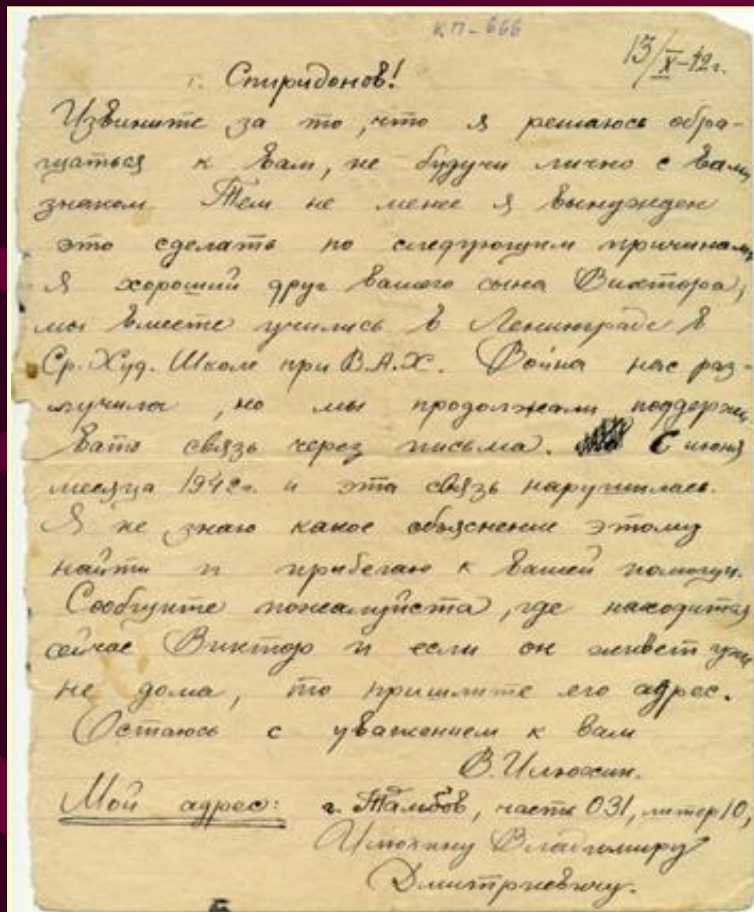 КП-666
13/X-42г.
г. Спиридонов!
Извините за то, что я решаюсь обра-
щаться к вам, не будучи лично с вами
знаком. Тем не менее я вынужден
это сделать по следующим причинам,
Я хороший друг вашего сына Виктора,
мы вместе учились в Ленинграде в
Ср. Худ. Школе при В.А.Х. Война нас раз-
лучила, но мы продолжали поддержи
вать связь через письма. С июня
месяца 1942г. и эта связь нарушилась.
Я не знаю какое объяснение этому
найти и прибегаю к вашей помощи.
Сообщите пожалуйста, где находится
сейчас Виктор и если он живет уже
не дома, то пришлите его адрес.
Остаюсь с уважением к вам
В. Илюхин.
Мой адрес: г. Тамбов, часть 031, литер 10,
Илюхину Владимиру
Дмитриевичу.